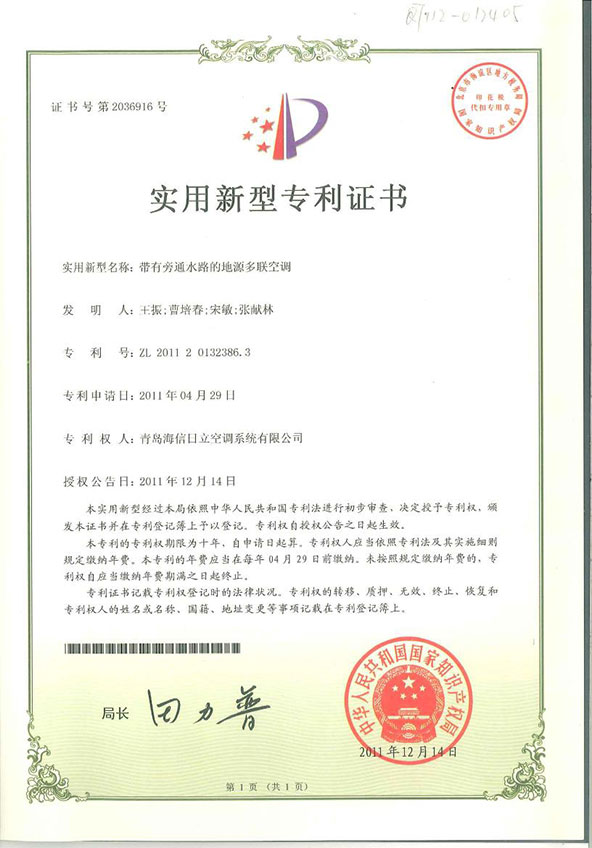 证书号第2036916号
北京市海淀区地方税务局
印花税
代扣专用章
国家知识产权局
实用新型专利证书
实用新型名称：带有旁通水路的地源多联空调
发明人：王振;曹培春;宋敏;张献林
专利号：ZL 2011 2 0132386.3
专利申请日：2011年04月29日
专利权人：青岛海信日立空调系统有限公司
授权公告日：2011年12月14日
本实用新型经过本局依照中华人民共和国专利法进行初步审查，决定授予专利权，颁
发本证书并在专利登记簿上予以登记。专利权自授权公告之日起生效。
本专利的专利权期限为十年，自申请日起算。专利权人应当依照专利法及其实施细则
规定缴纳年费。本专利的年费应当在每年04月29日前缴纳。未按照规定缴纳年费的，专
利权自应当缴纳年费期满之日起终止。
专利证书记载专利权登记时的法律状况。专利权的转移、质押、无效、终止、恢复和
专利权人的姓名或名称、国籍、地址变更等事项记载在专利登记簿上。
局长 田力普
中华人民共和国国家知识产权局
2011年12月14日
第1页（共1页）